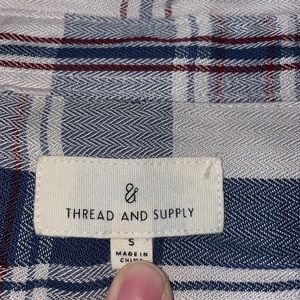 &
THREAD AND SUPPLY
S
MADE IN
CHINA